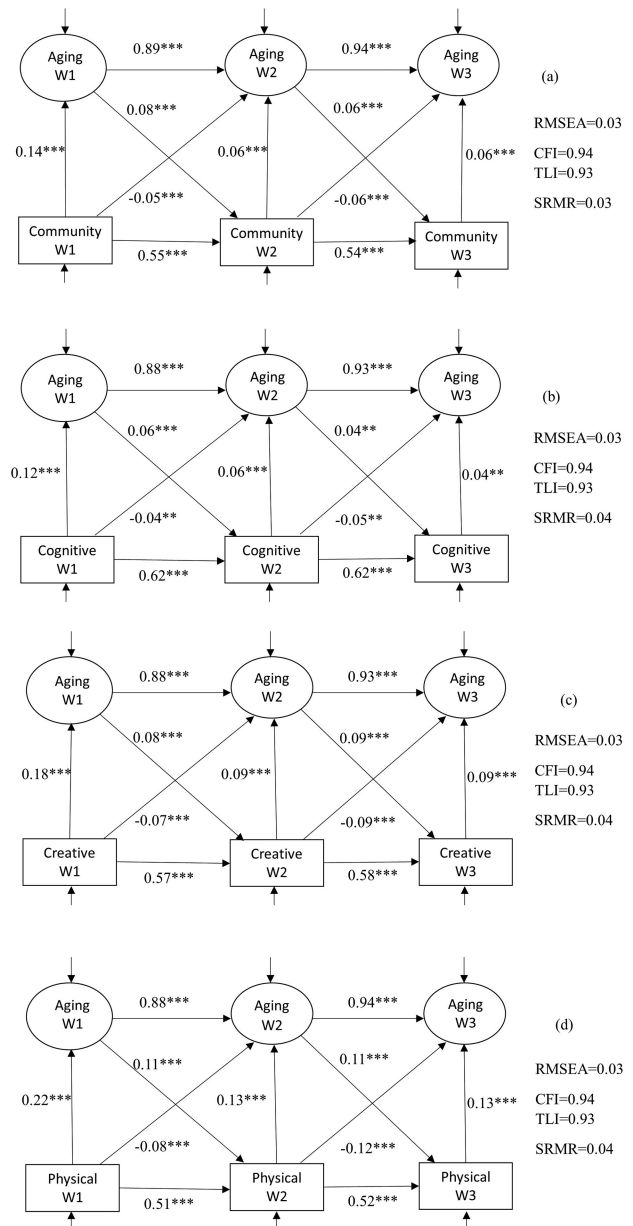 Aging
W1
0.89***
Aging
W2
0.94***
Aging
W3
(a)
0.08***
0.06***
RMSEA=0.03
0.14***
0.06***
0.06***
CFI=0.94
TLI=0.93
-0.05***
-0.06***
SRMR=0.03
Community
W1
0.55***
Community
W2
0.54***
Community
W3
Aging
W1
0.88***
Aging
W2
0.93***
Aging
W3
(b)
0.06***
0.04**
RMSEA=0.03
0.12***
0.06***
0.04**
CFI=0.94
TLI=0.93
-0.04**
-0.05**
SRMR=0.04
Cognitive
W1
0.62***
Cognitive
W2
0.62***
Cognitive
W3
Aging
W1
0.88***
Aging
W2
0.93***
Aging
W3
(c)
0.08***
0.09***
RMSEA=0.03
0.18***
0.09***
0.09***
CFI=0.94
TLI=0.93
-0.07***
-0.09***
SRMR=0.04
Creative
W1
0.57***
Creative
W2
0.58***
Creative
W3
Aging
W1
0.88***
Aging
W2
0.94***
Aging
W3
(d)
0.11***
0.11***
RMSEA=0.03
0.22***
0.13***
0.13***
CFI=0.94
TLI=0.93
-0.08***
-0.12***
SRMR=0.04
Physical
W1
0.51***
Physical
W2
0.52***
Physical
W3